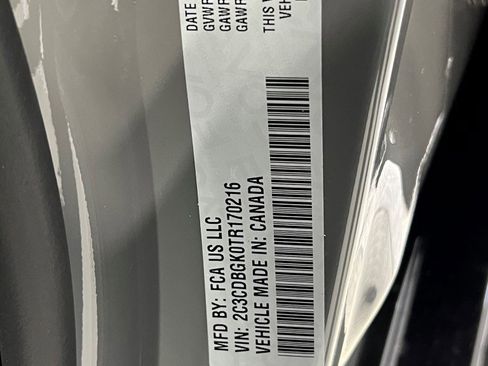 MFD BY: FCA US LLC
VIN: 2C3CDBGK0TR170216
VEHICLE MADE IN: CANADA
DATE
GVWR
GAWR
GAWR
THIS
VEH